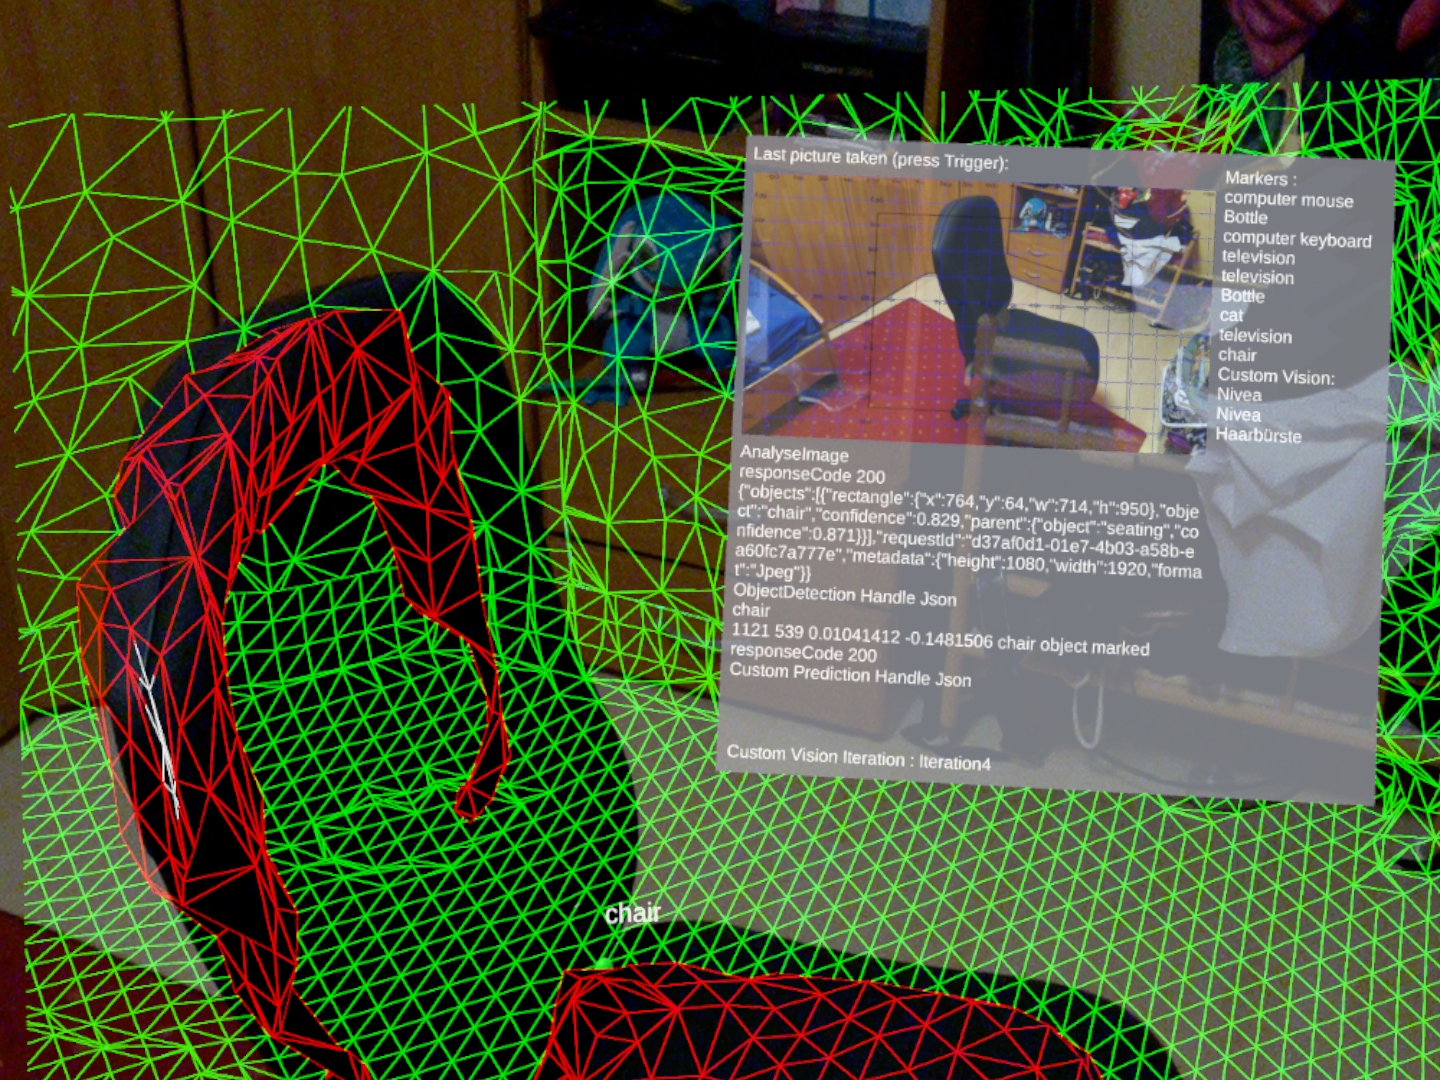 Last picture taken (press Trigger):
Markers :
computer mouse
Bottle
computer keyboard
television
television
Bottle
cat
television
chair
Custom Vision:
Nivea
Nivea
Haarbürste
AnalyseImage
responseCode 200
{"objects":[{"rectangle":{"x":764,"y":64,"w":714,"h":950},"obje
ct":"chair","confidence":0.829,"parent":{"object":"seating","co
nfidence":0.871}}],"requestId":"d37af0d1-01e7-4b03-a58b-e
a60fc7a777e","metadata":{"height":1080,"width":1920,"forma
t":"Jpeg"}}
ObjectDetection Handle Json
chair
1121 539 0.01041412 -0.1481506 chair object marked
responseCode 200
Custom Prediction Handle Json
Custom Vision Iteration : Iteration4
chair